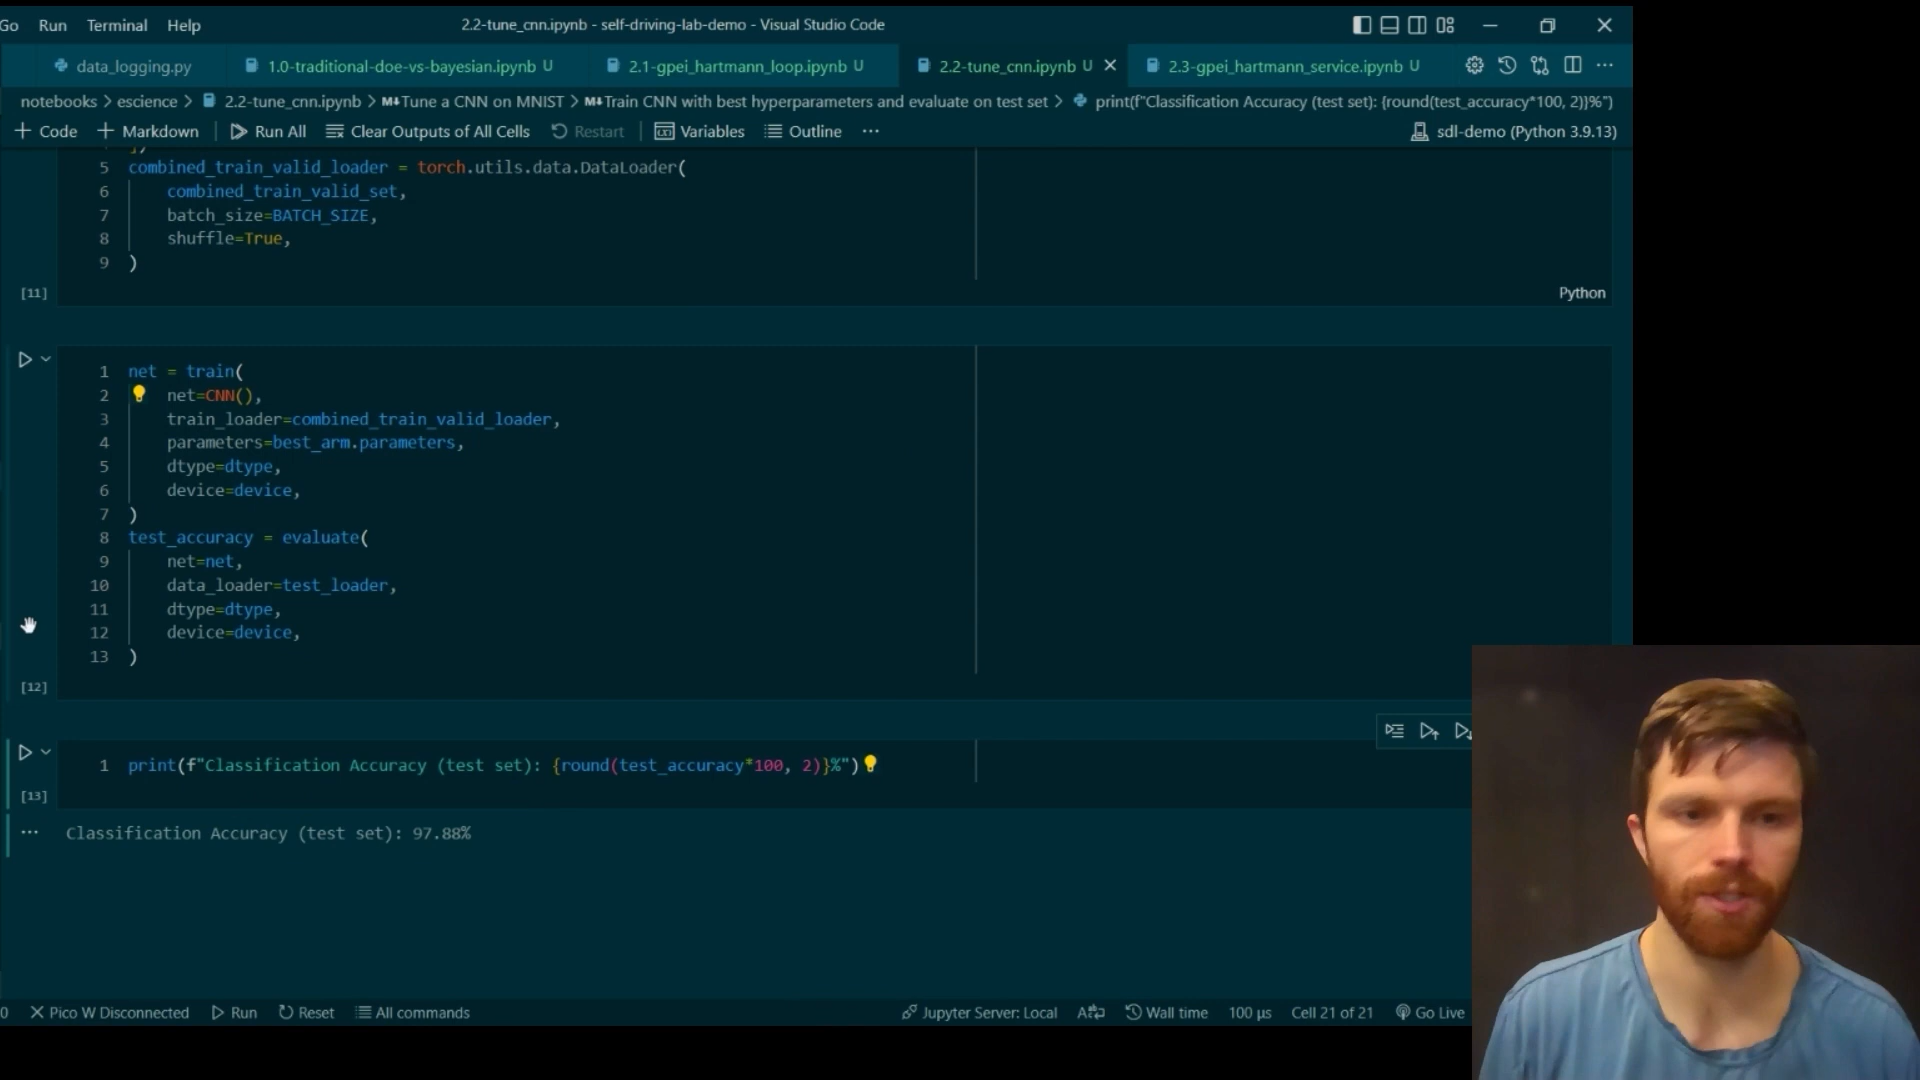 Go Run Terminal Help 2.2-tune_cnn.ipynb - self-driving-lab-demo - Visual Studio Code
data_logging.py 1.0-traditional-doe-vs-bayesian.ipynb U 2.1-gpei_hartmann_loop.ipynb U 2.2-tune_cnn.ipynb U 2.3-gpei_hartmann_service.ipynb U
notebooks > escience > 2.2-tune_cnn.ipynb > M↓Tune a CNN on MNIST > M↓Train CNN with best hyperparameters and evaluate on test set > print(f"Classification Accuracy (test set): {round(test_accuracy*100, 2)}%")
+ Code + Markdown Run All Clear Outputs of All Cells Restart Variables Outline ··· sdl-demo (Python 3.9.13)
5 combined_train_valid_loader = torch.utils.data.DataLoader(
6 combined_train_valid_set,
7 batch_size=BATCH_SIZE,
8 shuffle=True,
9 )
[11] Python
1 net = train(
2 net=CNN(),
3 train_loader=combined_train_valid_loader,
4 parameters=best_arm.parameters,
5 dtype=dtype,
6 device=device,
7 )
8 test_accuracy = evaluate(
9 net=net,
10 data_loader=test_loader,
11 dtype=dtype,
12 device=device,
13 )
[12]
1 print(f"Classification Accuracy (test set): {round(test_accuracy*100, 2)}%")
[13]
··· Classification Accuracy (test set): 97.88%
0 Pico W Disconnected Run Reset All commands Jupyter Server: Local Wall time 100 µs Cell 21 of 21 Go Live